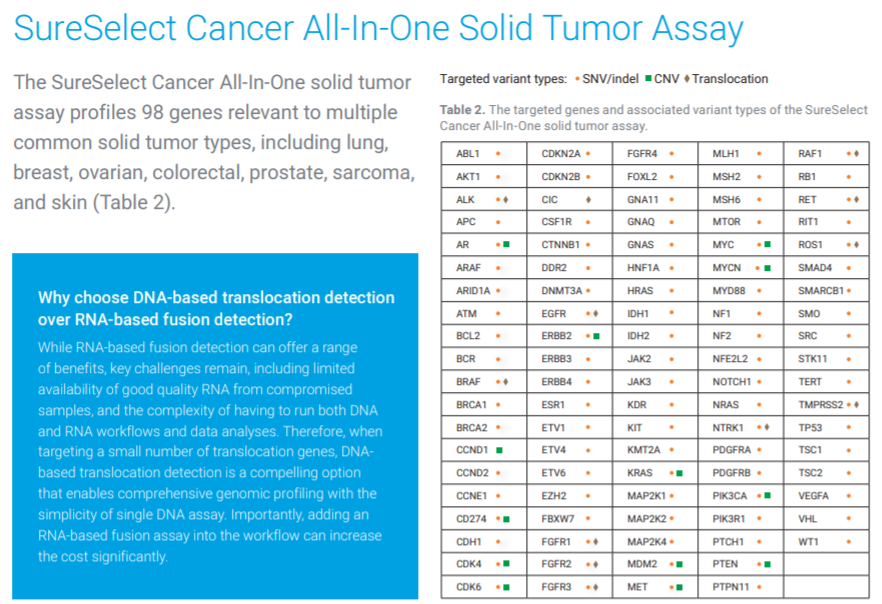 SureSelect Cancer All-In-One Solid Tumor Assay
The SureSelect Cancer All-In-One solid tumor
assay profiles 98 genes relevant to multiple
common solid tumor types, including lung,
breast, ovarian, colorectal, prostate, sarcoma,
and skin (Table 2).
Why choose DNA-based translocation detection
over RNA-based fusion detection?
While RNA-based fusion detection can offer a range
of benefits, key challenges remain, including limited
availability of good quality RNA from compromised
samples, and the complexity of having to run both DNA
and RNA workflows and data analyses. Therefore, when
targeting a small number of translocation genes, DNA-
based translocation detection is a compelling option
that enables comprehensive genomic profiling with the
simplicity of single DNA assay. Importantly, adding an
RNA-based fusion assay into the workflow can increase
the cost significantly.
Targeted variant types: • SNV/indel ■ CNV ♦ Translocation
Table 2. The targeted genes and associated variant types of the SureSelect
Cancer All-In-One solid tumor assay.
ABL1 • CDKN2A • FGFR4 • MLH1 • RAF1 •♦
AKT1 • CDKN2B • FOXL2 • MSH2 • RB1 •
ALK •♦ CIC ♦ GNA11 • MSH6 • RET •♦
APC • CSF1R • GNAQ • MTOR • RIT1 •
AR •■ CTNNB1 • GNAS • MYC •■ ROS1 •♦
ARAF • DDR2 • HNF1A • MYCN •■ SMAD4 •
ARID1A • DNMT3A • HRAS • MYD88 • SMARCB1 •
ATM • EGFR •♦ IDH1 • NF1 • SMO •
BCL2 • ERBB2 •■ IDH2 • NF2 • SRC •
BCR • ERBB3 • JAK2 • NFE2L2 • STK11 •
BRAF •♦ ERBB4 • JAK3 • NOTCH1 • TERT •
BRCA1 • ESR1 • KDR • NRAS • TMPRSS2 •♦
BRCA2 • ETV1 • KIT • NTRK1 •♦ TP53 •
CCND1 ■ ETV4 • KMT2A • PDGFRA • TSC1 •
CCND2 • ETV6 • KRAS •■ PDGFRB • TSC2 •
CCNE1 • EZH2 • MAP2K1 • PIK3CA •■ VEGFA •
CD274 •■ FBXW7 • MAP2K2 • PIK3R1 • VHL •
CDH1 • FGFR1 •♦ MAP2K4 • PTCH1 • WT1 •
CDK4 •■ FGFR2 •♦ MDM2 •■ PTEN •■
CDK6 •■ FGFR3 •♦ MET •■ PTPN11 •